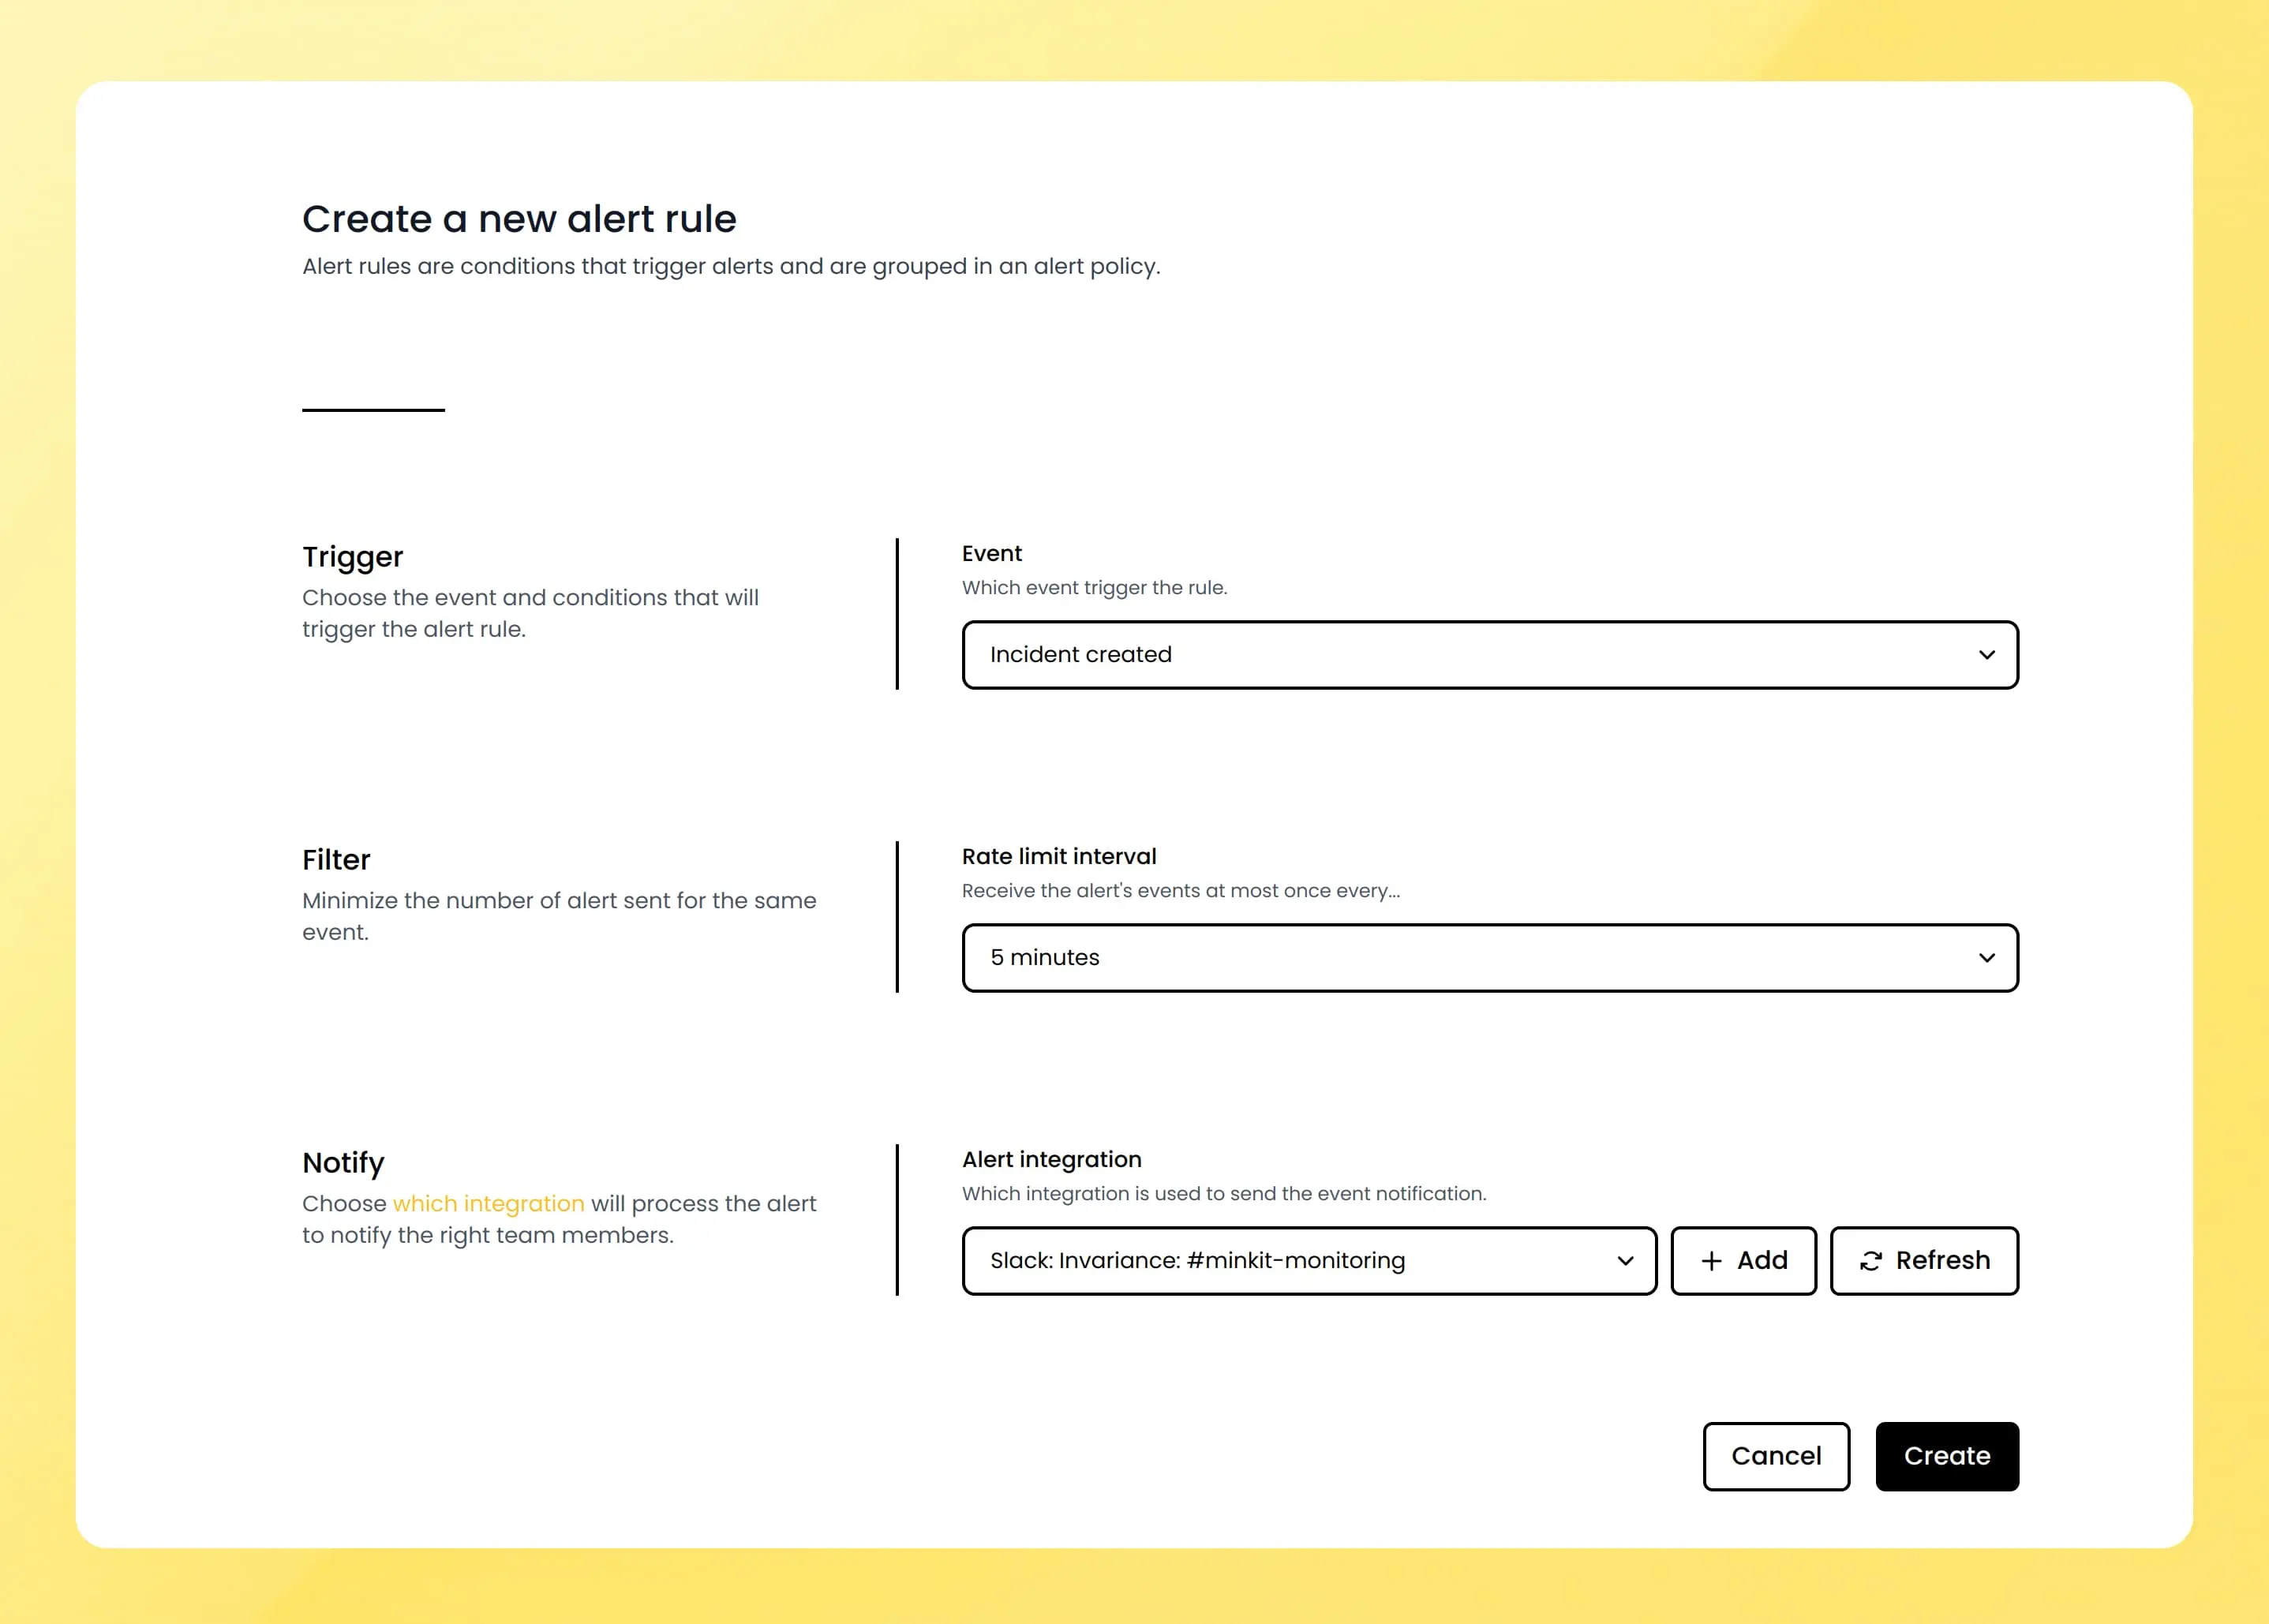 Create a new alert rule
Alert rules are conditions that trigger alerts and are grouped in an alert policy.
Trigger
Choose the event and conditions that will
trigger the alert rule.
Event
Which event trigger the rule.
Incident created
Filter
Minimize the number of alert sent for the same
event.
Rate limit interval
Receive the alert's events at most once every...
5 minutes
Notify
Choose which integration will process the alert
to notify the right team members.
Alert integration
Which integration is used to send the event notification.
Slack: Invariance: #minkit-monitoring
Add
Refresh
Cancel
Create